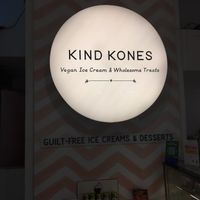 KIND KONES
Vegan Ice Cream & Wholesome Treats
GUILT-FREE ICE CREAMS & DESSERTS